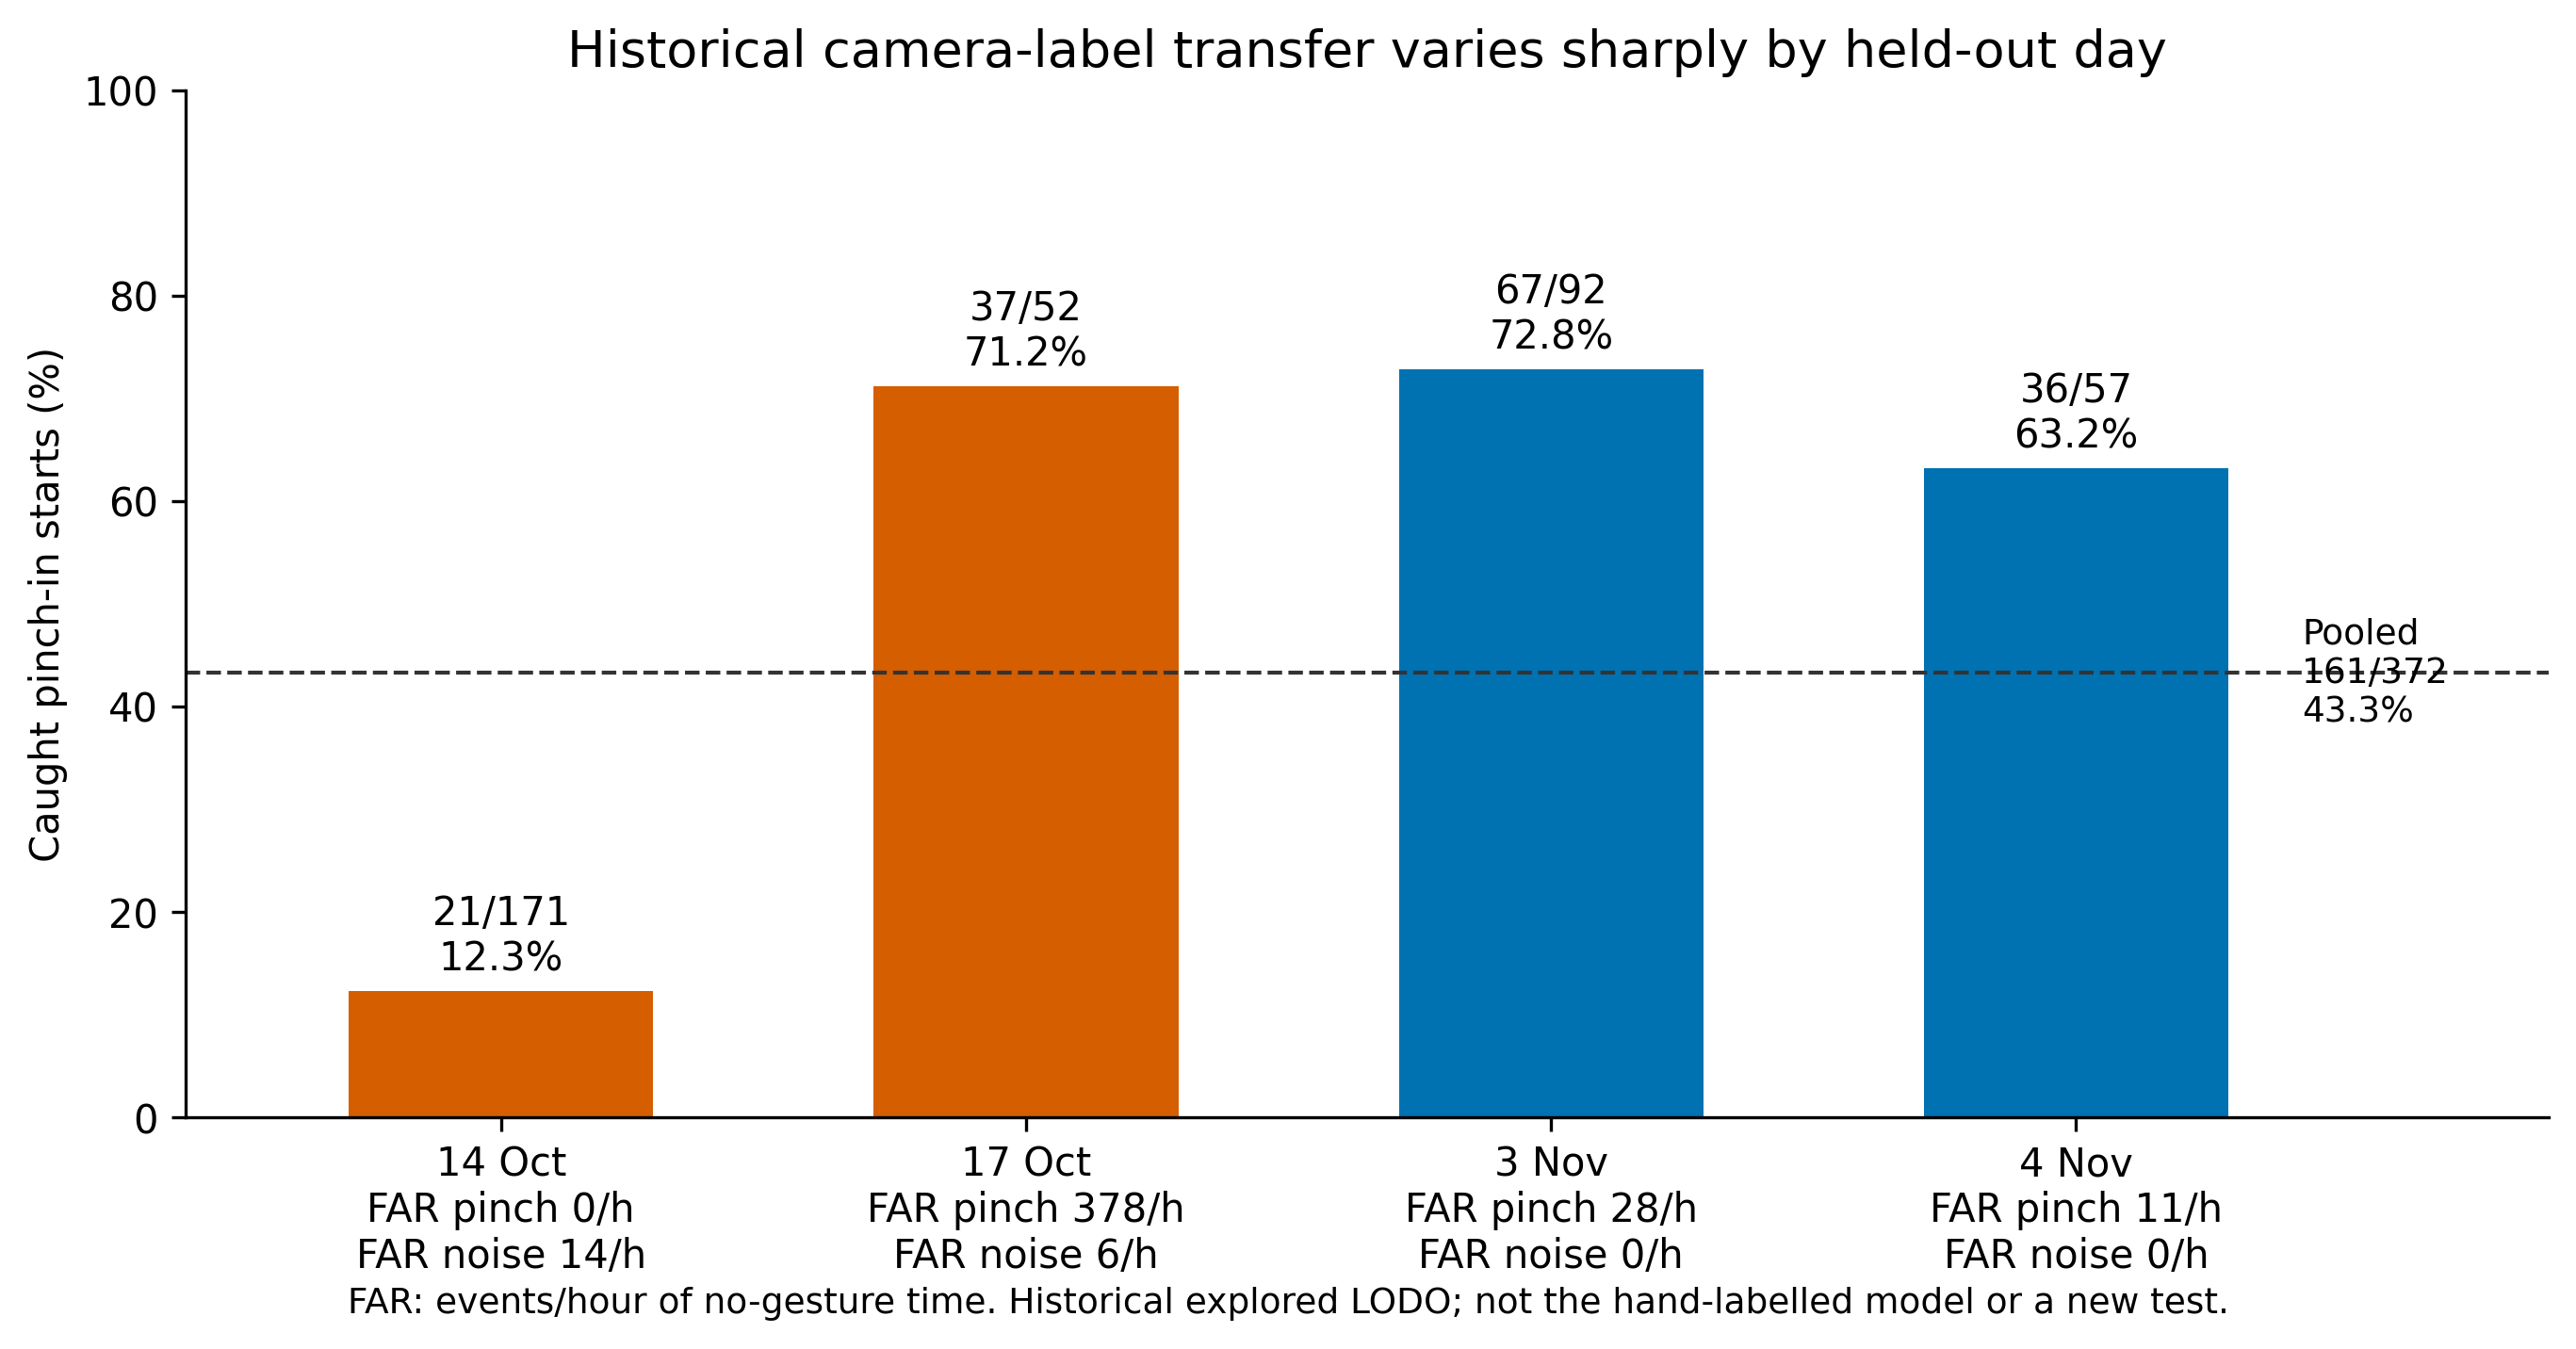 Historical camera-label transfer varies sharply by held-out day
Caught pinch-in starts (%)
100
80
60
40
20
0
21/171
12.3%
37/52
71.2%
67/92
72.8%
36/57
63.2%
Pooled
161/372
43.3%
14 Oct
FAR pinch 0/h
FAR noise 14/h
17 Oct
FAR pinch 378/h
FAR noise 6/h
3 Nov
FAR pinch 28/h
FAR noise 0/h
4 Nov
FAR pinch 11/h
FAR noise 0/h
FAR: events/hour of no-gesture time. Historical explored LODO; not the hand-labelled model or a new test.